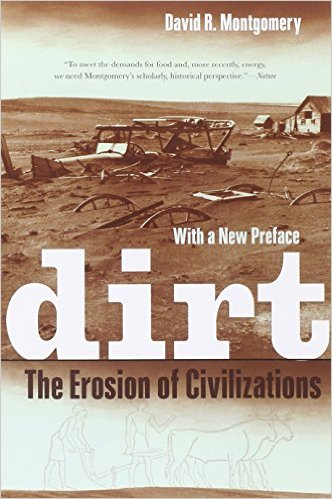 David R. Montgomery
"To meet the demands for food and, more recently, energy,
we need Montgomery's scholarly, historical perspective."—Nature
With a New Preface
dirt
The Erosion of Civilizations